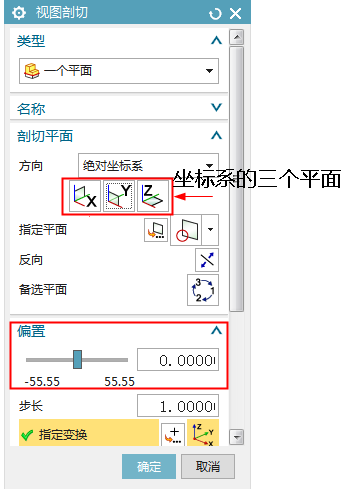 视图剖切
类型
一个平面
名称
剖切平面
方向 绝对坐标系
X Y Z
坐标系的三个平面
指定平面
反向
备选平面
3 2 1
偏置
0.0000
-55.55 55.55
步长 1.0000
指定变换
Z Y X
确定 取消